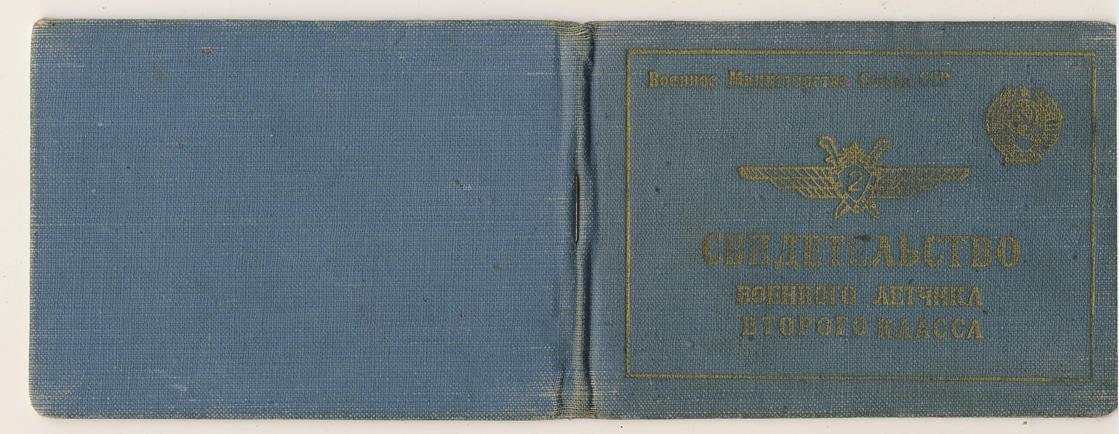 Военное Министерство Союза ССР
2
СВИДЕТЕЛЬСТВО
ВОЕННОГО ЛЕТЧИКА
ВТОРОГО КЛАССА